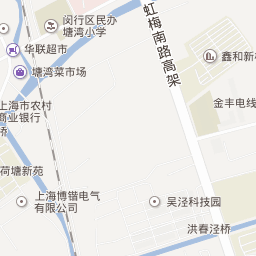 闵行区民办
塘湾小学
华联超市
塘湾菜市场
虹梅南路高架
鑫和新
金丰电线
上海市农村
商业银行
桥
荷塘新苑
上海博锴电气
有限公司
吴泾科技园
洪春泾桥